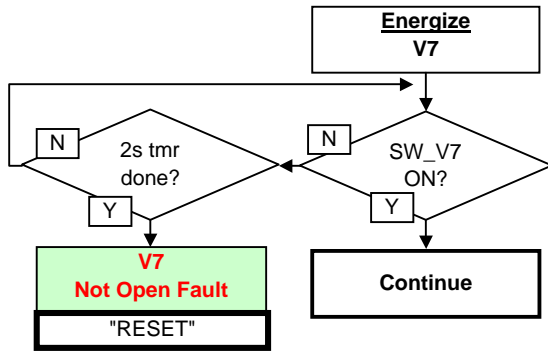 Energize
V7
N
2s tmr
done?
Y
N
SW_V7
ON?
Y
V7
Not Open Fault
"RESET"
Continue